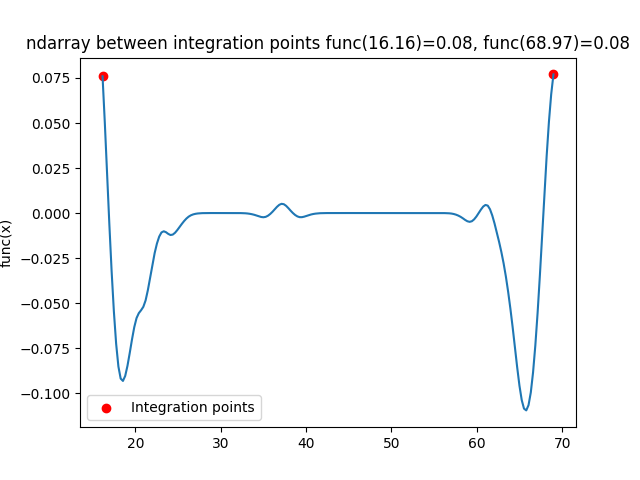 ndarray between integration points func(16.16)=0.08, func(68.97)=0.08
func(x)
0.075
0.050
0.025
0.000
−0.025
−0.050
−0.075
−0.100
Integration points
20 30 40 50 60 70